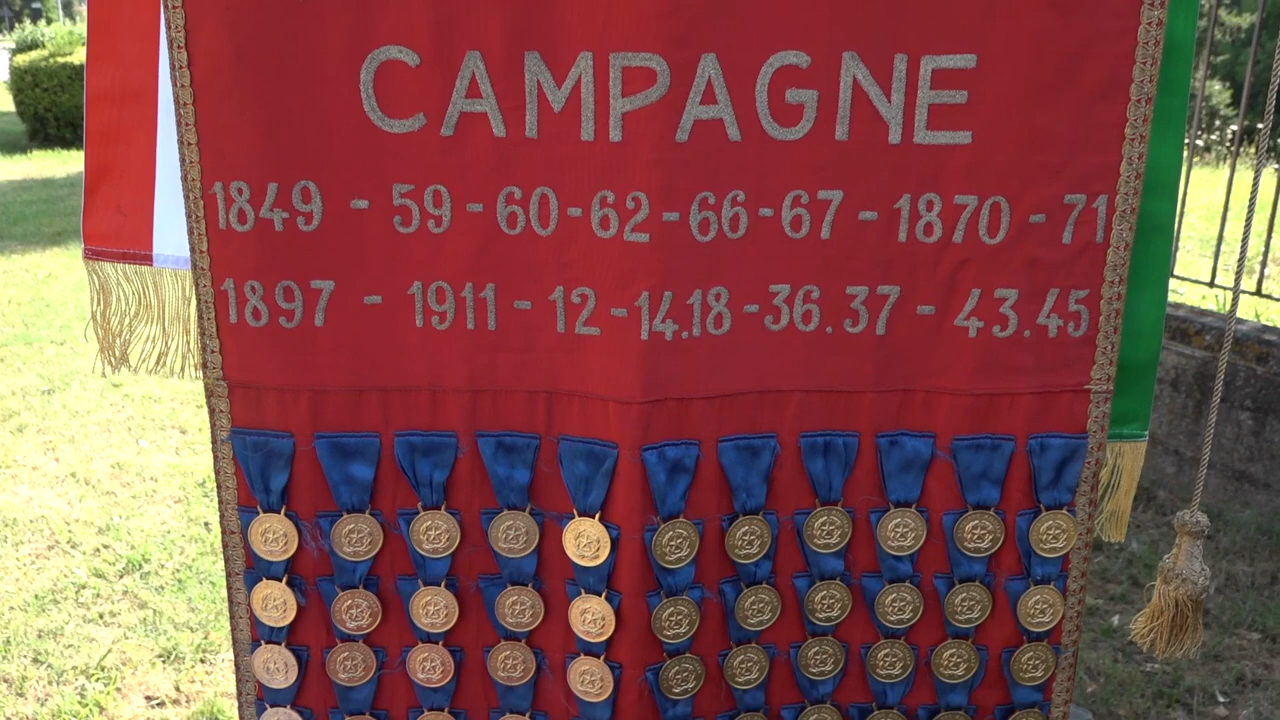 CAMPAGNE
1849 - 59 - 60 - 62 - 66 - 67 - 1870 - 71
1897 - 1911 - 12 - 14.18 - 36.37 - 43.45